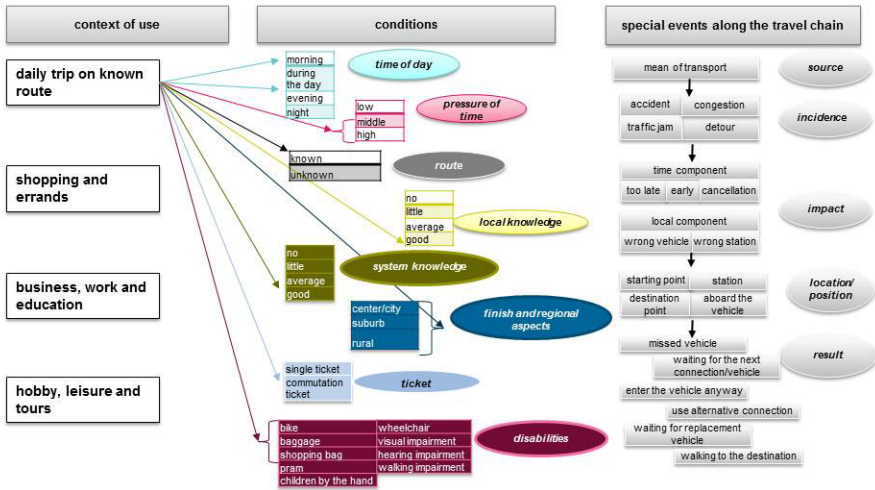 context of use
conditions
special events along the travel chain
daily trip on known
route
shopping and
errands
business, work and
education
hobby, leisure and
tours
morning
during
the day
evening
night
time of day
low
middle
high
pressure of
time
known
unknown
route
no
little
average
good
local knowledge
no
little
average
good
system knowledge
center/city
suburb
rural
finish and regional
aspects
single ticket
commutation
ticket
ticket
bike
wheelchair
baggage
visual impairment
shopping bag
hearing impairment
pram
walking impairment
children by the hand
disabilities
mean of transport
source
accident
congestion
traffic jam
detour
incidence
time component
too late
early
cancellation
local component
wrong vehicle
wrong station
impact
starting point
station
destination
point
aboard the
vehicle
location/
position
missed vehicle
waiting for the next
connection/vehicle
result
enter the vehicle anyway
use alternative connection
waiting for replacement
vehicle
walking to the destination